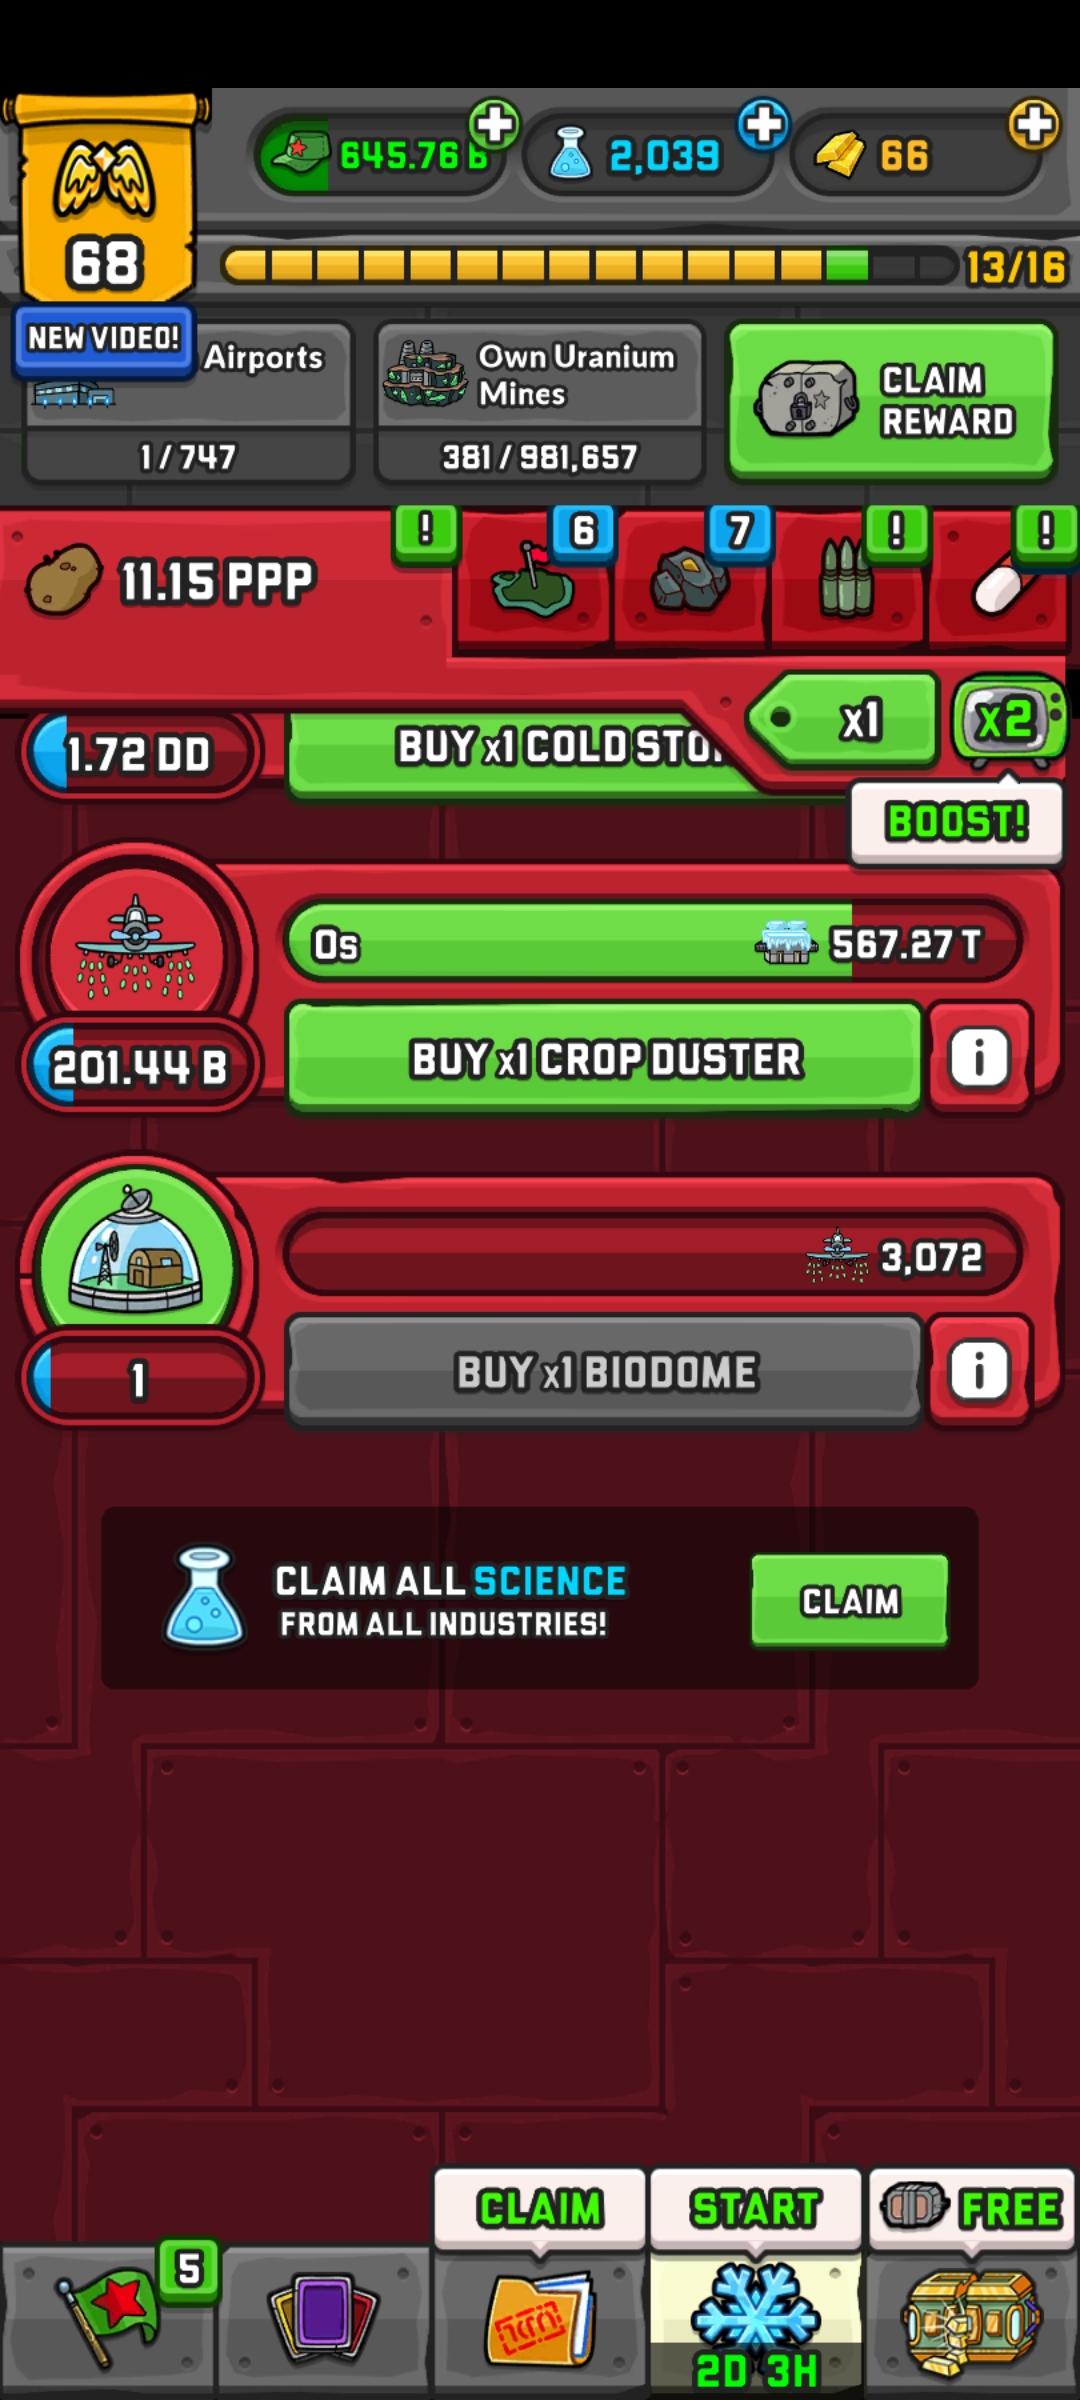 645.76 B
2,039
66
68
13/16
NEW VIDEO!
Airports
1 / 747
Own Uranium
Mines
381 / 981,657
CLAIM
REWARD
11.15 PPP
!
6
7
!
!
x1
x2
BOOST!
1.72 DD
BUY x1 COLD STO
0s
567.27 T
201.44 B
BUY x1 CROP DUSTER
i
3,072
1
BUY x1 BIODOME
i
CLAIM ALL SCIENCE
FROM ALL INDUSTRIES!
CLAIM
CLAIM
START
FREE
5
2D 3H